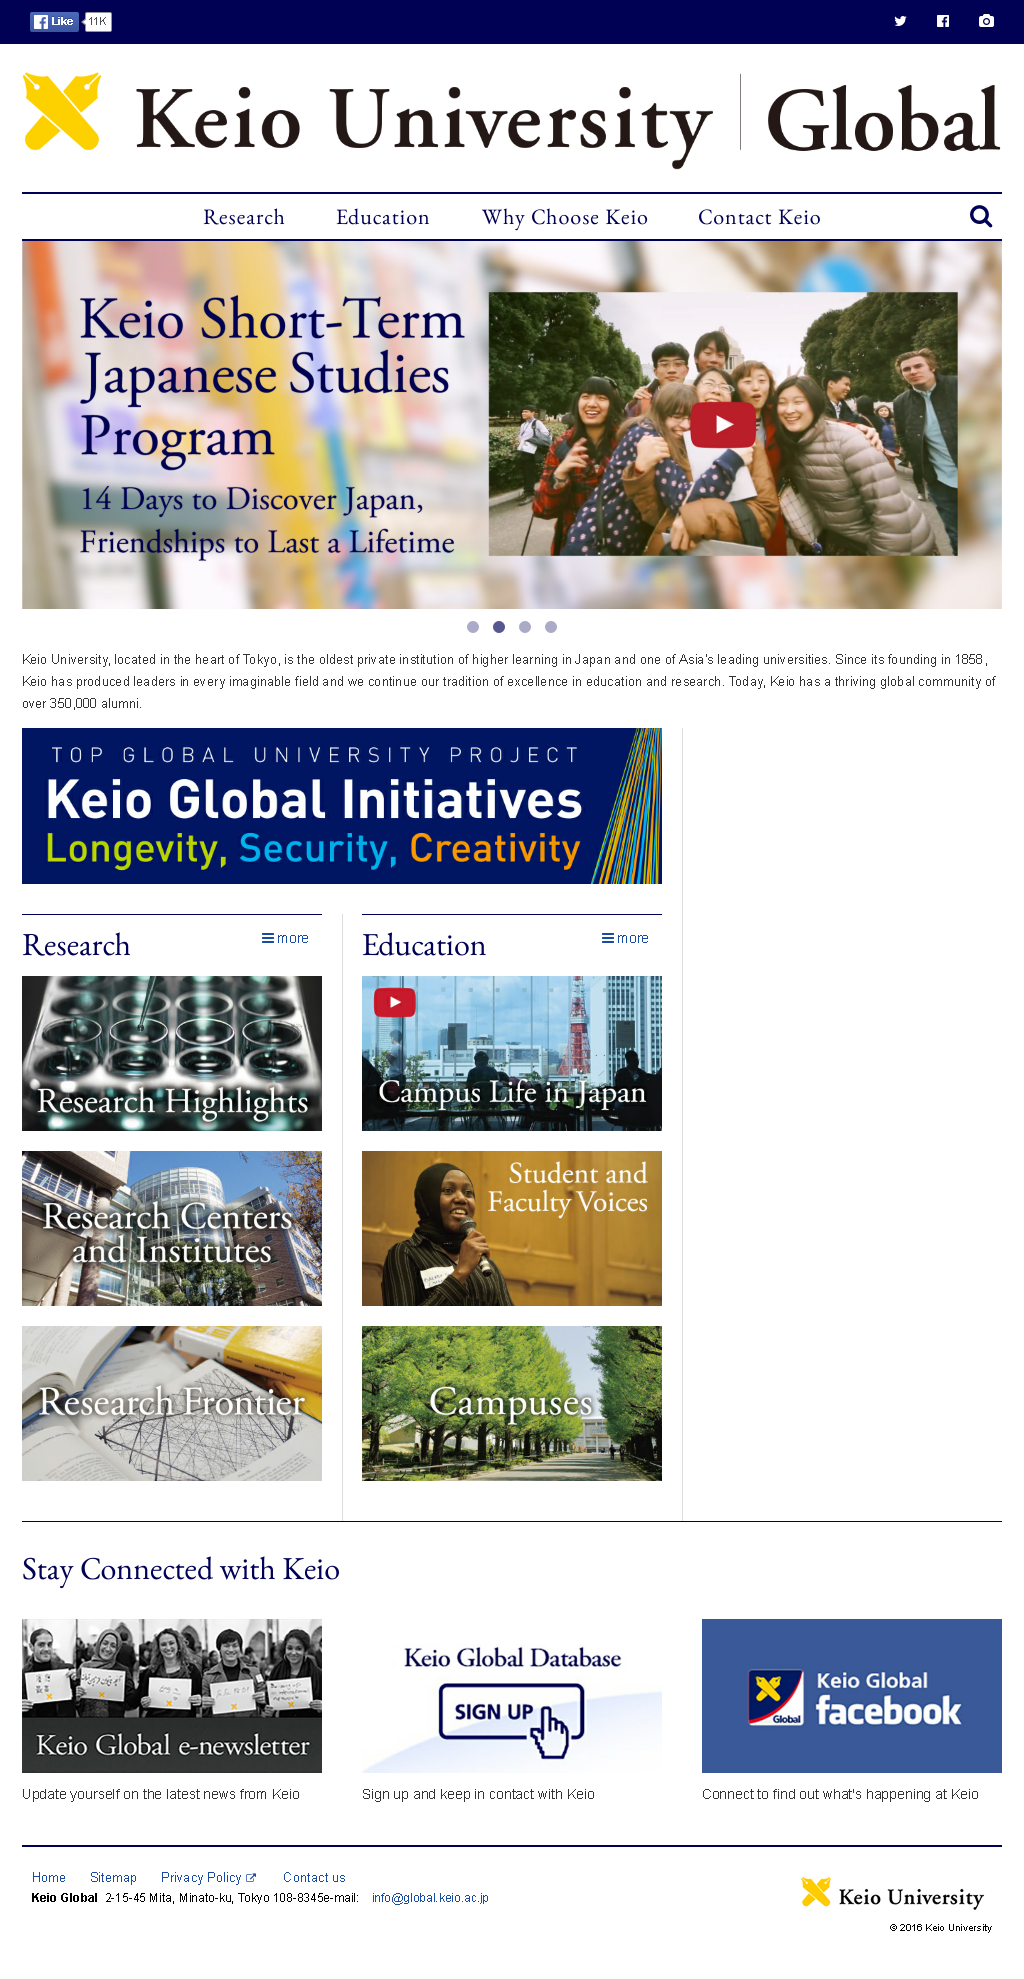 Like 11K
Keio University Global
Research Education Why Choose Keio Contact Keio
Keio Short-Term
Japanese Studies
Program
14 Days to Discover Japan,
Friendships to Last a Lifetime
Keio University, located in the heart of Tokyo, is the oldest private institution of higher learning in Japan and one of Asia's leading universities. Since its founding in 1858,
Keio has produced leaders in every imaginable field and we continue our tradition of excellence in education and research. Today, Keio has a thriving global community of
over 350,000 alumni.
TOP GLOBAL UNIVERSITY PROJECT
Keio Global Initiatives
Longevity, Security, Creativity
Research more
Research Highlights
Research Centers
and Institutes
Research Frontier
Education more
Campus Life in Japan
Student and
Faculty Voices
Campuses
Stay Connected with Keio
Keio Global e-newsletter
Update yourself on the latest news from Keio
Keio Global Database
SIGN UP
Sign up and keep in contact with Keio
Global
Keio Global
facebook
Connect to find out what's happening at Keio
Home Sitemap Privacy Policy Contact us
Keio Global 2-15-45 Mita, Minato-ku, Tokyo 108-8345e-mail: info@global.keio.ac.jp
Keio University
© 2016 Keio University